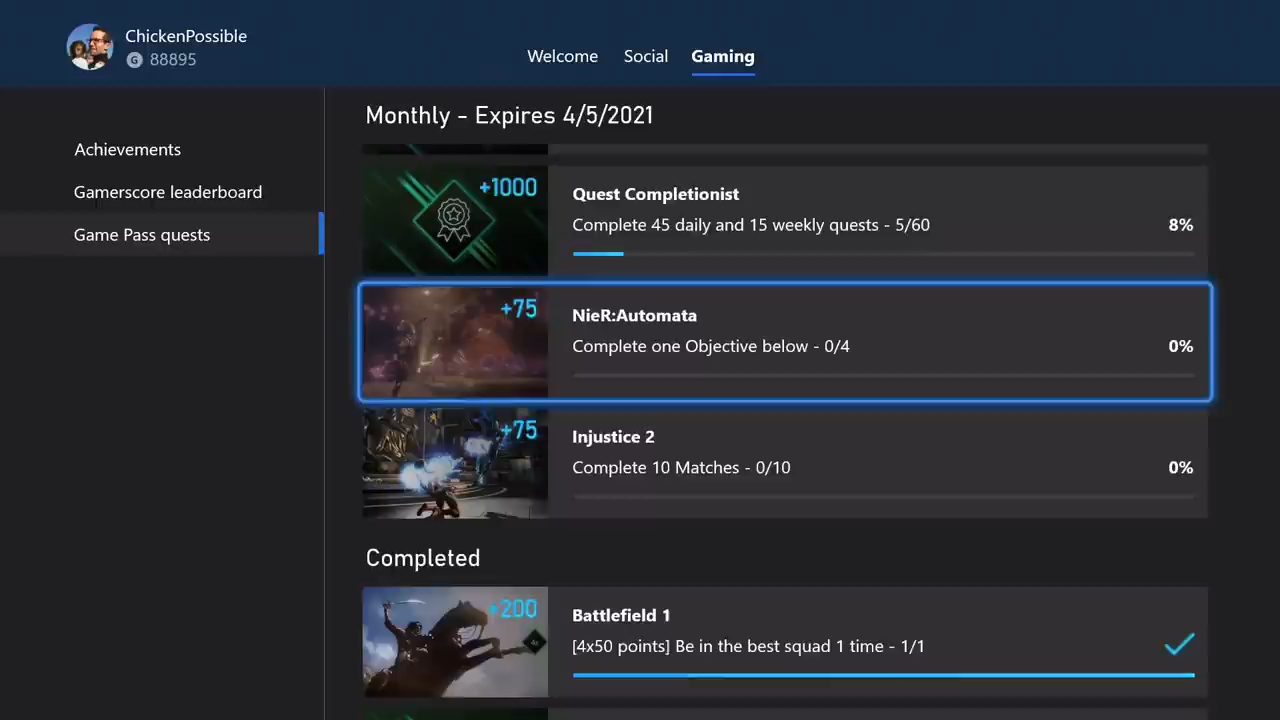 ChickenPossible
G 88895
Welcome Social Gaming
Achievements
Gamerscore leaderboard
Game Pass quests
Monthly - Expires 4/5/2021
+1000
Quest Completionist
Complete 45 daily and 15 weekly quests - 5/60
8%
+75
NieR:Automata
Complete one Objective below - 0/4
0%
+75
Injustice 2
Complete 10 Matches - 0/10
0%
Completed
+200
4x
Battlefield 1
[4x50 points] Be in the best squad 1 time - 1/1